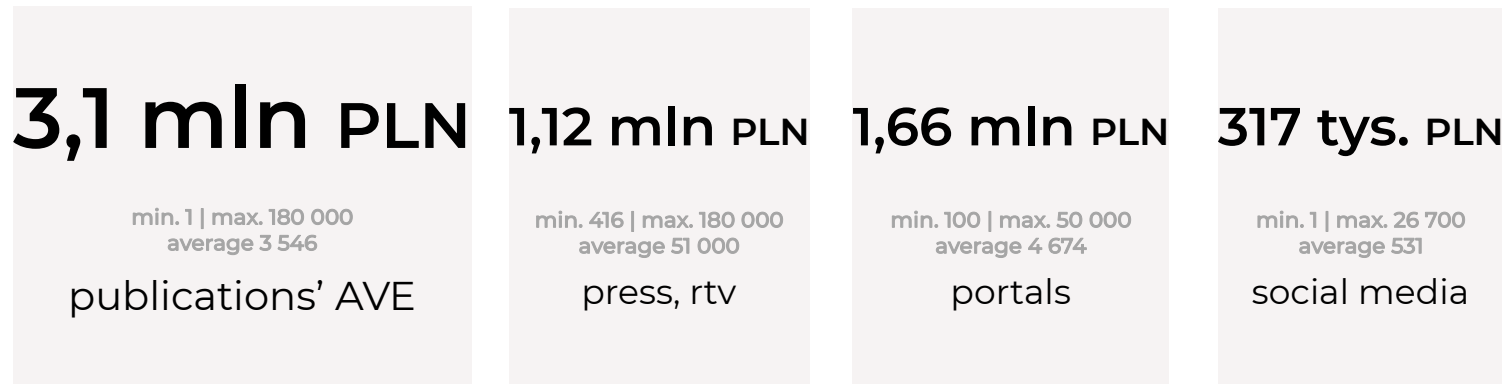 3,1 mln PLN
min. 1 | max. 180 000
average 3 546
publications’ AVE
1,12 mln PLN
min. 416 | max. 180 000
average 51 000
press, rtv
1,66 mln PLN
min. 100 | max. 50 000
average 4 674
portals
317 tys. PLN
min. 1 | max. 26 700
average 531
social media